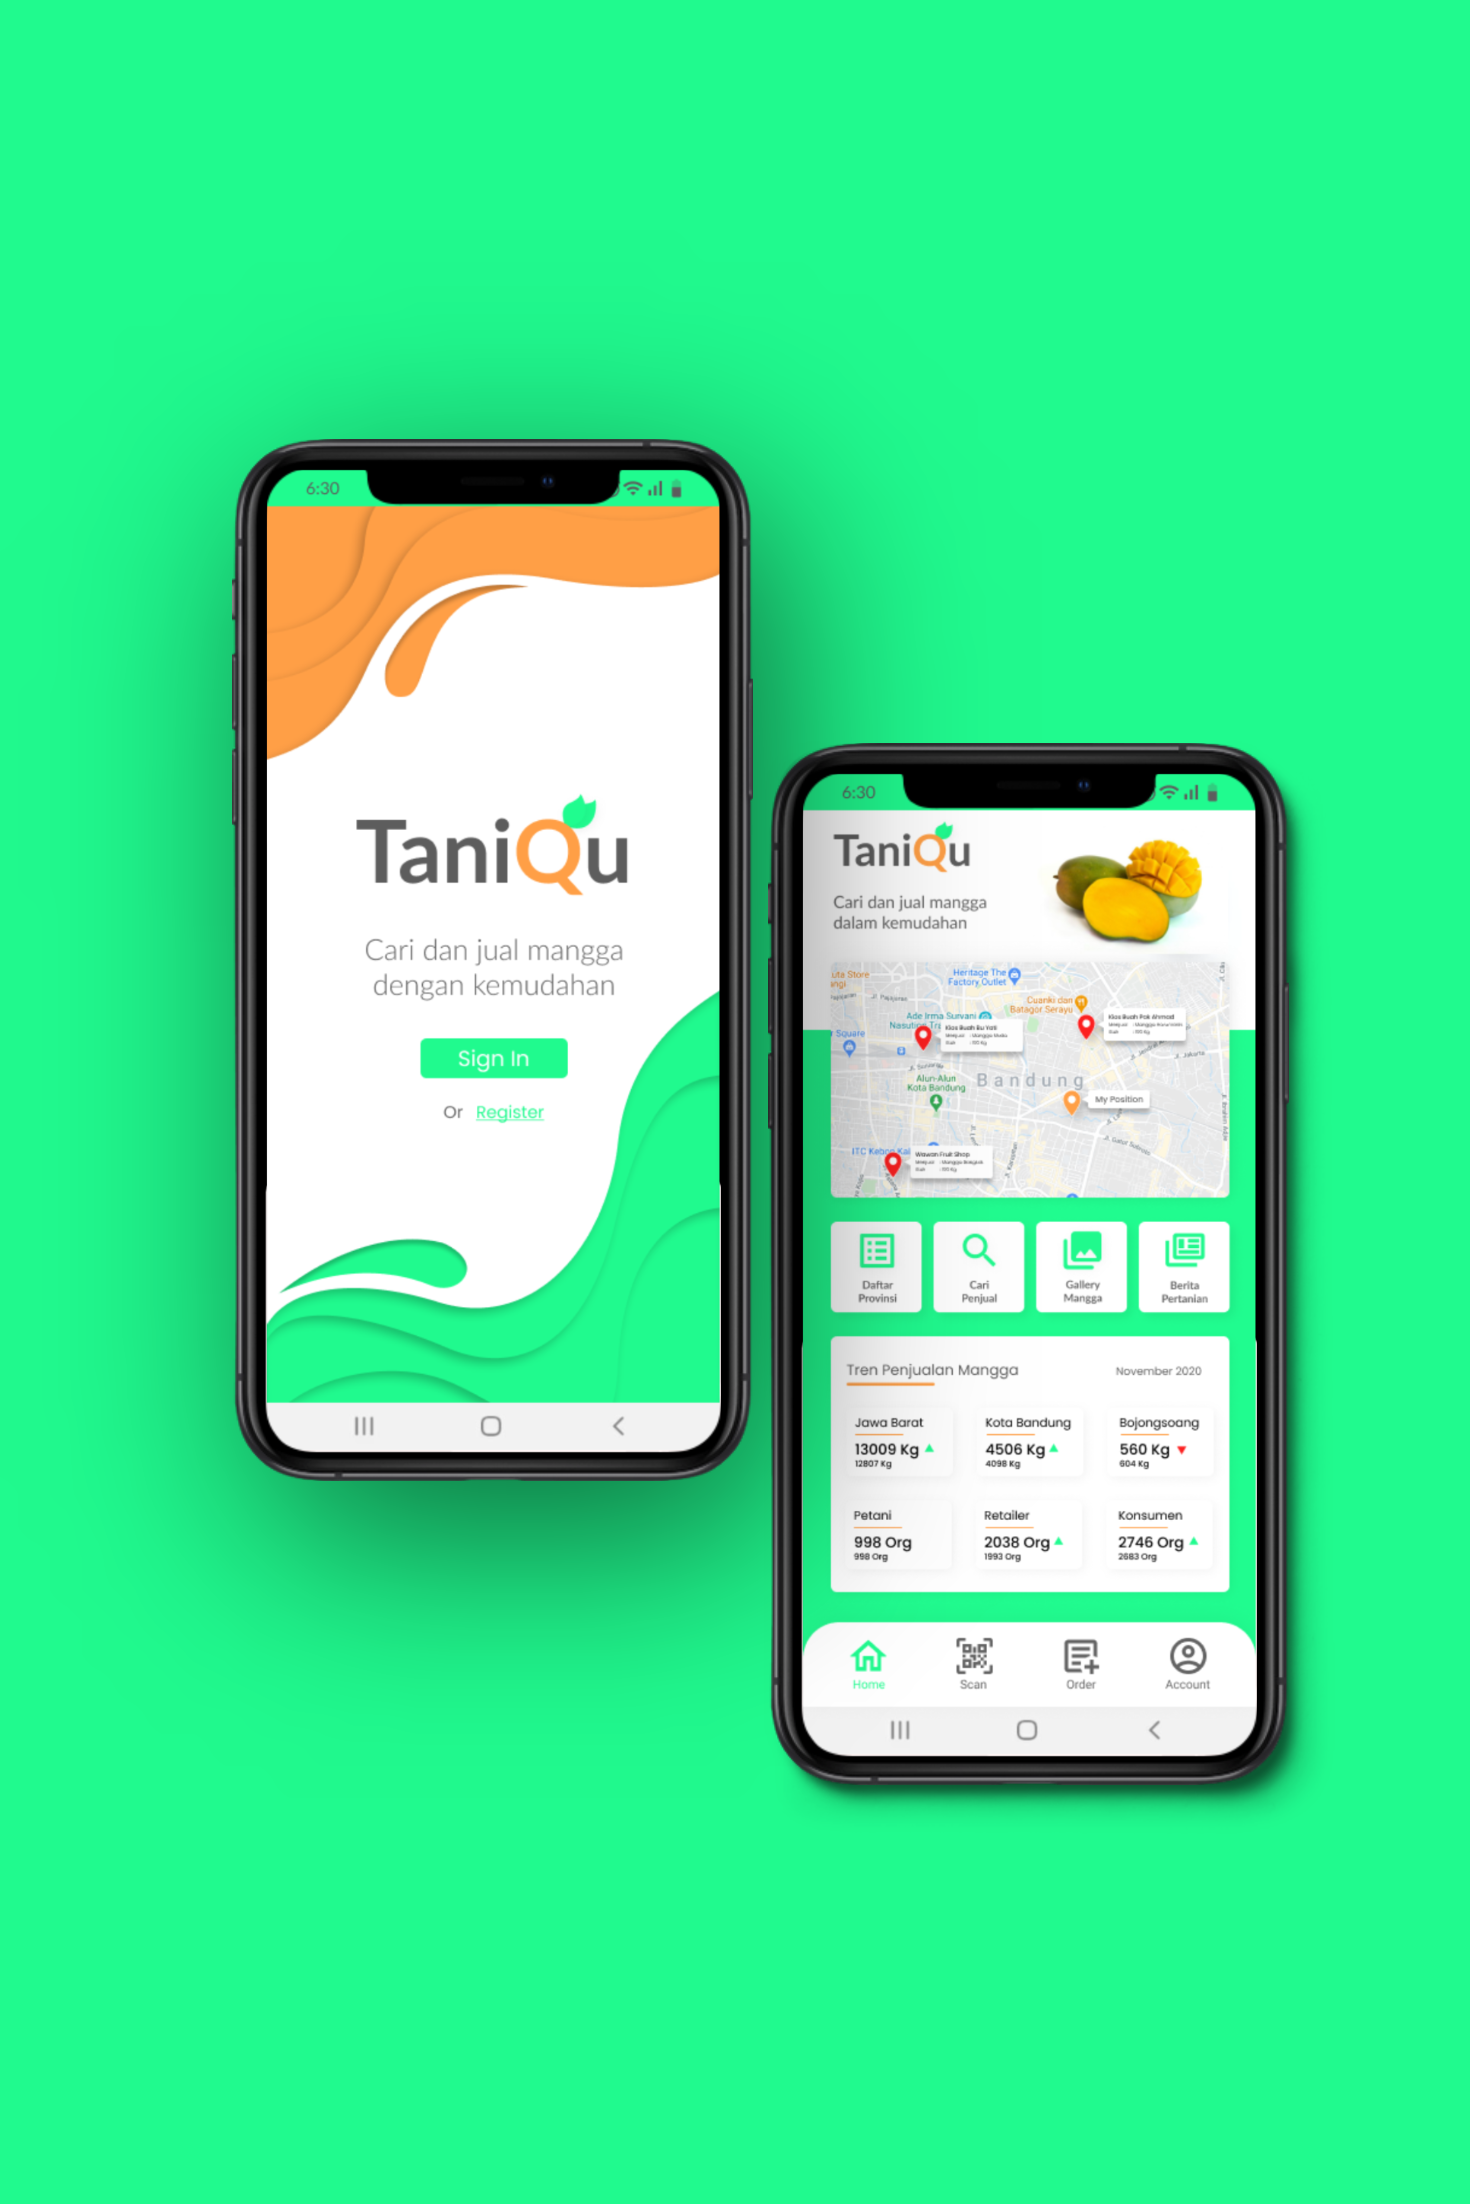 6:30
TaniQu
Cari dan jual mangga
dengan kemudahan
Sign In
Or Register
6:30
TaniQu
Cari dan jual mangga
dalam kemudahan
Heritage The
Factory Outlet
Cuanki dan
Batagor Serayu
Ade Irma Suryani
Kios Buah Bu Yati
Kios Buah Pak Ahmad
Square
Jl. Jakarta
Alun-Alun
Kota Bandung
Bandung
My Position
Jl. Gatot Subroto
Wawan Fruit Shop
Daftar
Provinsi
Cari
Penjual
Gallery
Mangga
Berita
Pertanian
Tren Penjualan Mangga
November 2020
Jawa Barat
13009 Kg
12807 Kg
Kota Bandung
4506 Kg
4098 Kg
Bojongsoang
560 Kg
604 Kg
Petani
998 Org
998 Org
Retailer
2038 Org
1993 Org
Konsumen
2746 Org
2683 Org
Home
Scan
Order
Account